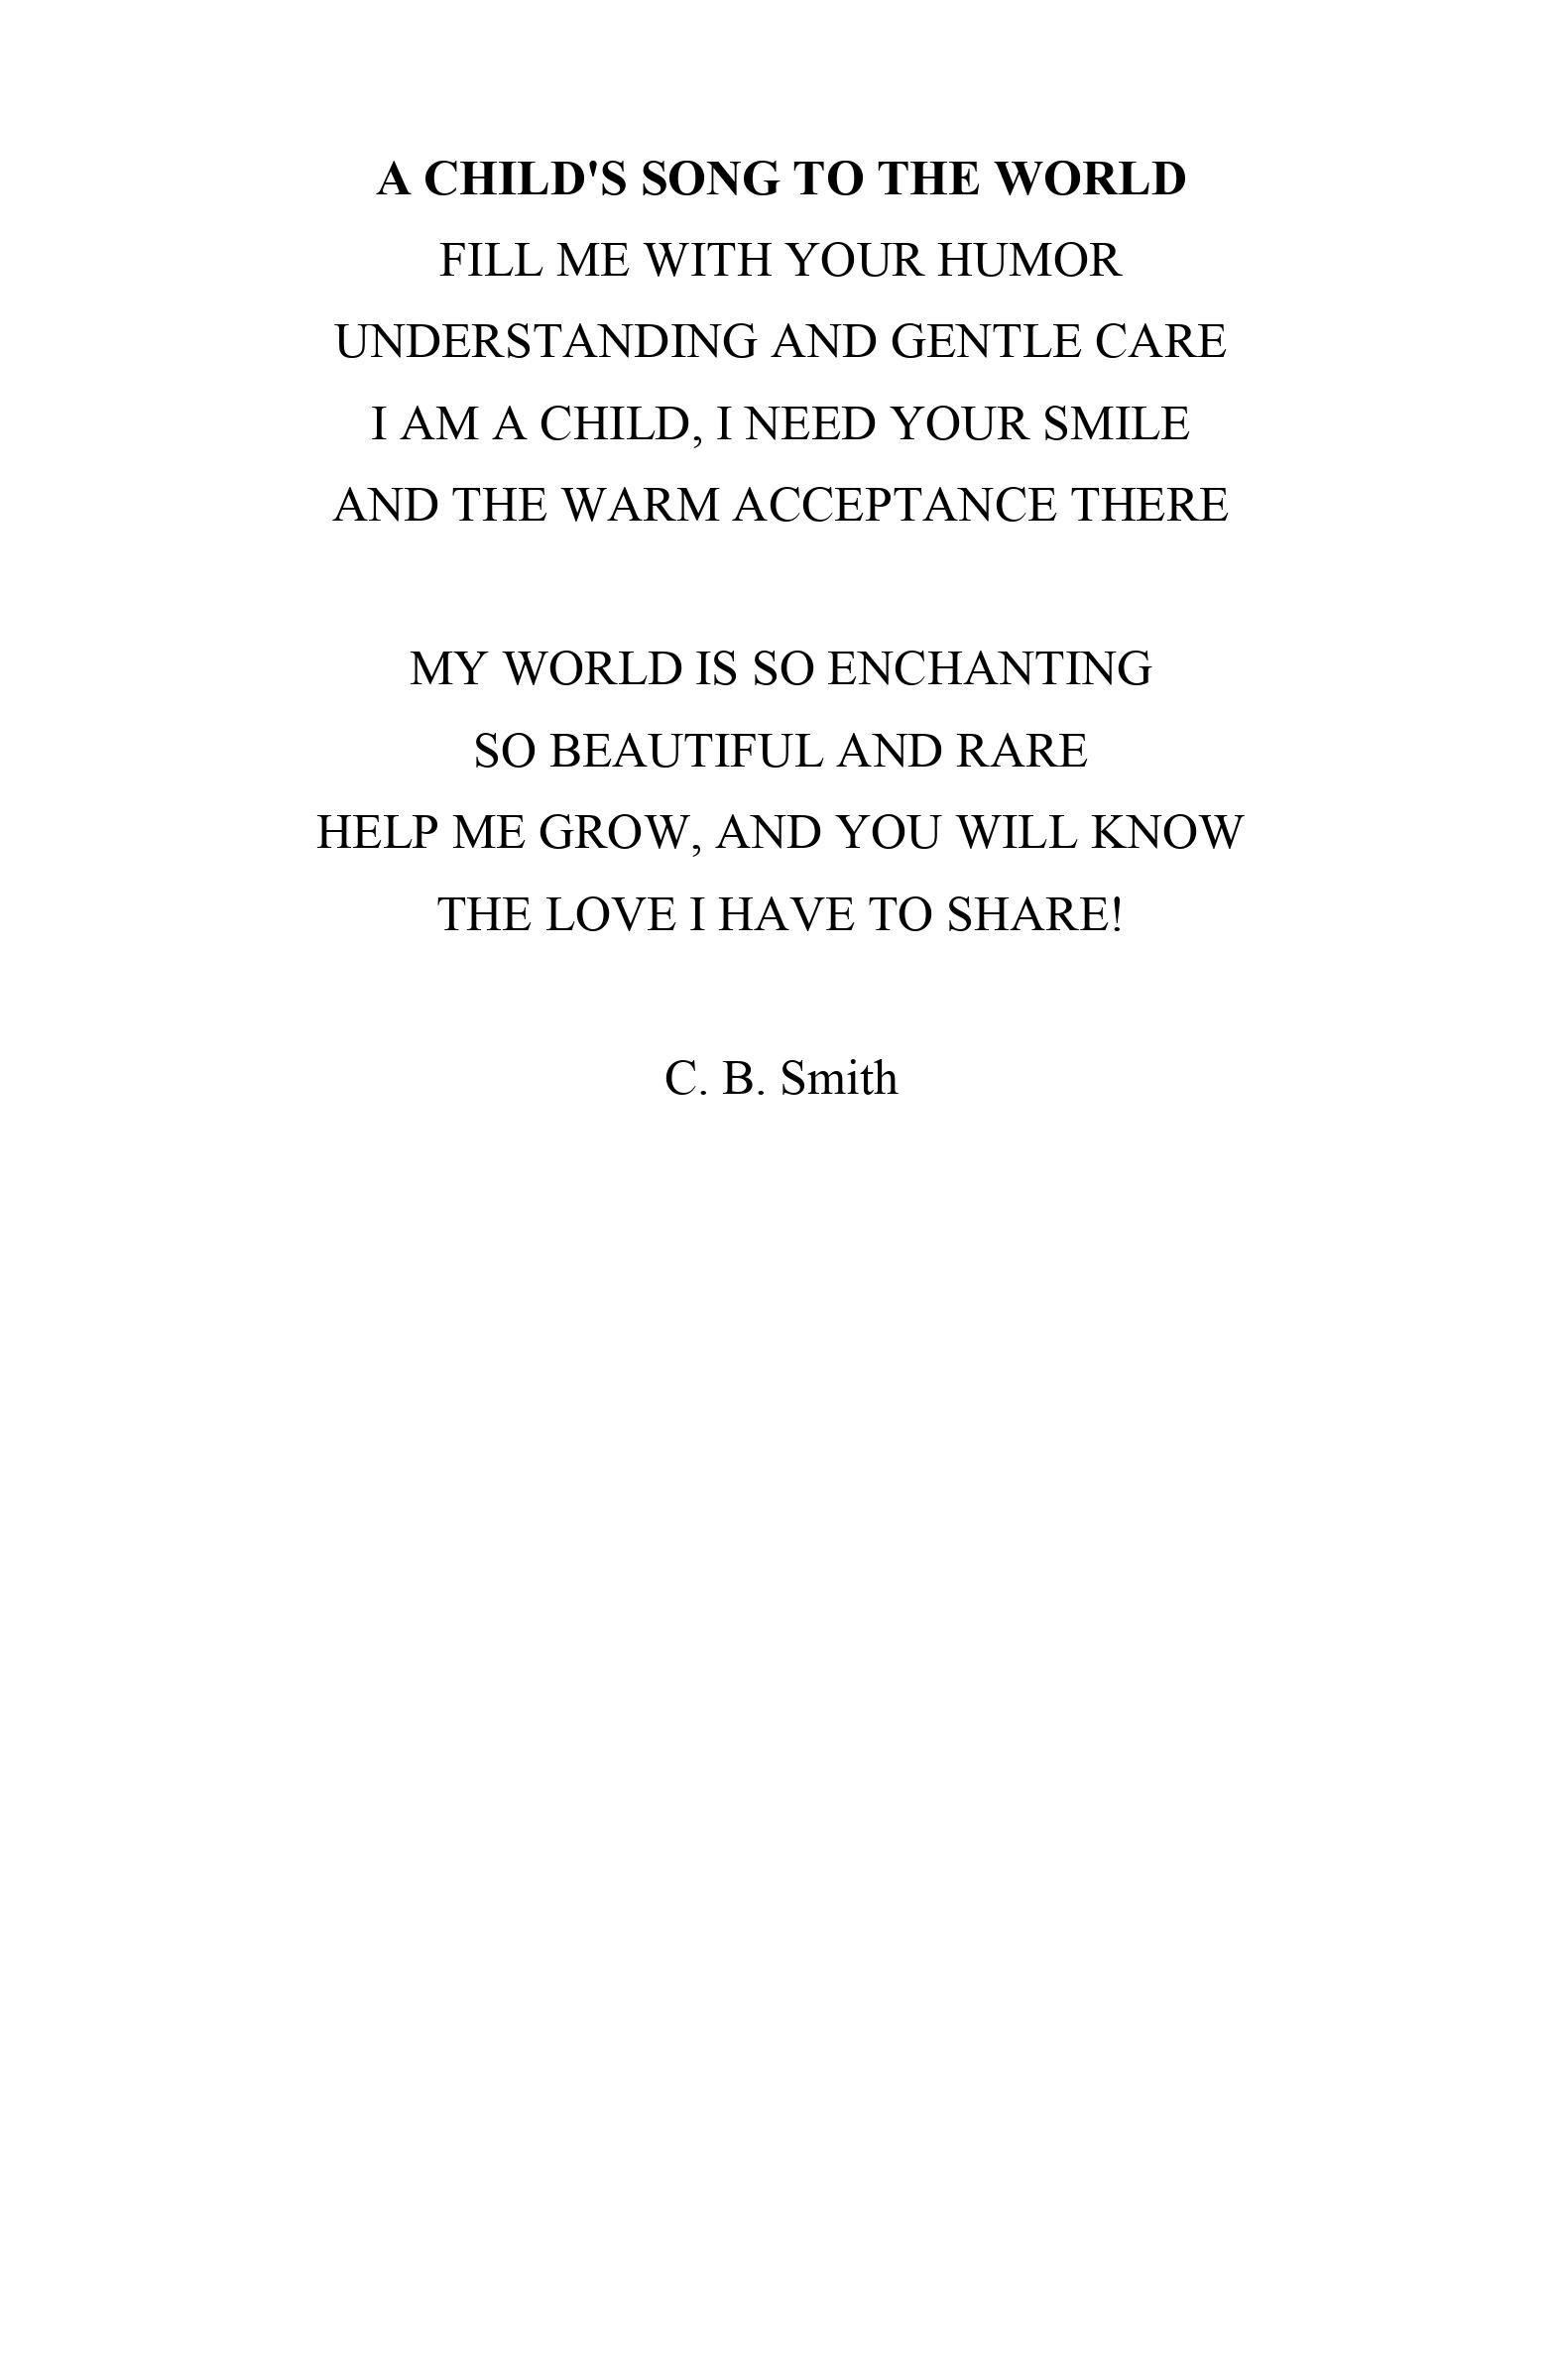 A CHILD'S SONG TO THE WORLD
FILL ME WITH YOUR HUMOR
UNDERSTANDING AND GENTLE CARE
I AM A CHILD, I NEED YOUR SMILE
AND THE WARM ACCEPTANCE THERE
MY WORLD IS SO ENCHANTING
SO BEAUTIFUL AND RARE
HELP ME GROW, AND YOU WILL KNOW
THE LOVE I HAVE TO SHARE!
C. B. Smith